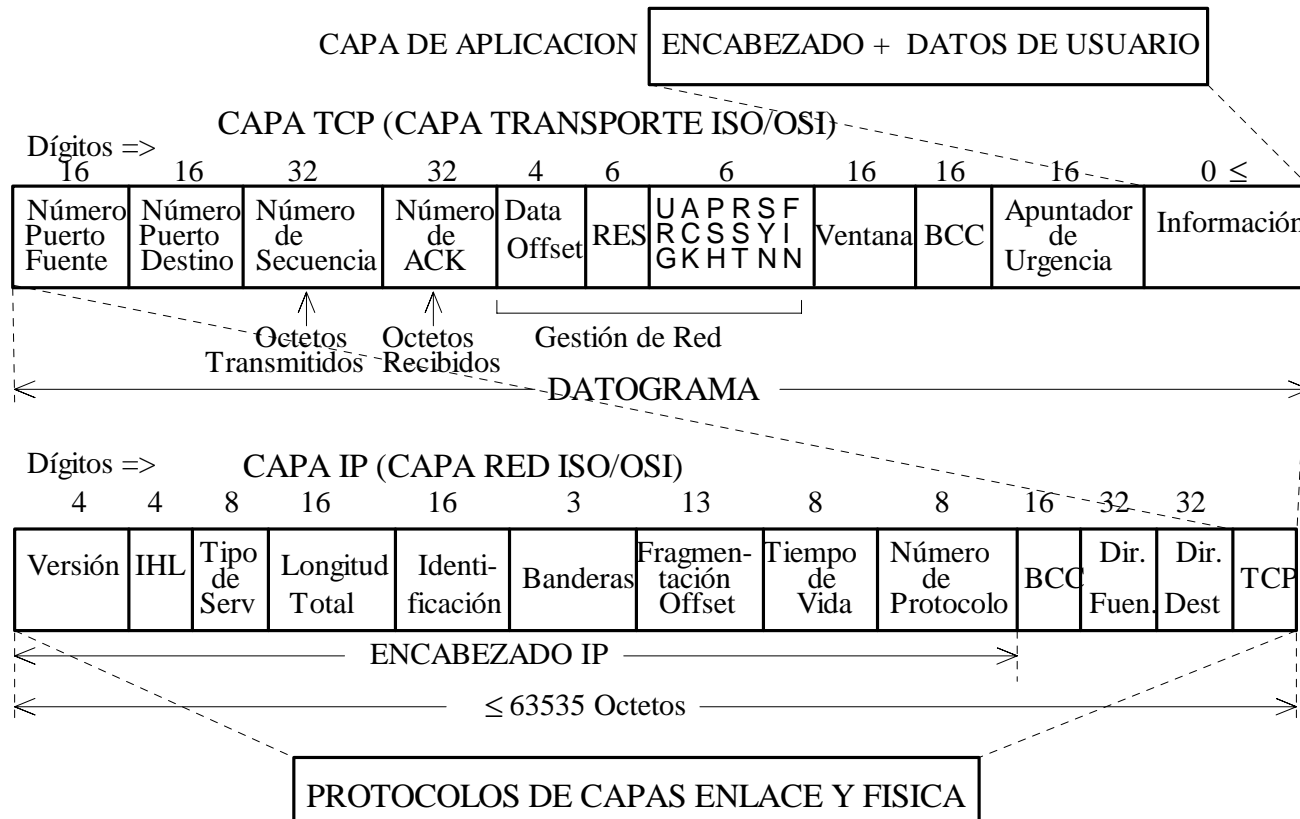 CAPA DE APLICACION ENCABEZADO + DATOS DE USUARIO
CAPA TCP (CAPA TRANSPORTE ISO/OSI)
Dígitos =>
16 16 32 32 4 6 6 16 16 16 0 ≤
Número Puerto Fuente
Número Puerto Destino
Número de Secuencia
Número de ACK
Data Offset
RES
U A P R S F
R C S S Y I
G K H T N N
Ventana
BCC
Apuntador de Urgencia
Información
Octetos Transmitidos
Octetos Recibidos
Gestión de Red
DATOGRAMA
Dígitos =>
CAPA IP (CAPA RED ISO/OSI)
4 4 8 16 16 3 13 8 8 16 32 32
Versión
IHL
Tipo de Serv
Longitud Total
Identi-ficación
Banderas
Fragmen-tación Offset
Tiempo de Vida
Número de Protocolo
BCC
Dir. Fuen.
Dir. Dest
TCP
ENCABEZADO IP
≤ 63535 Octetos
PROTOCOLOS DE CAPAS ENLACE Y FISICA